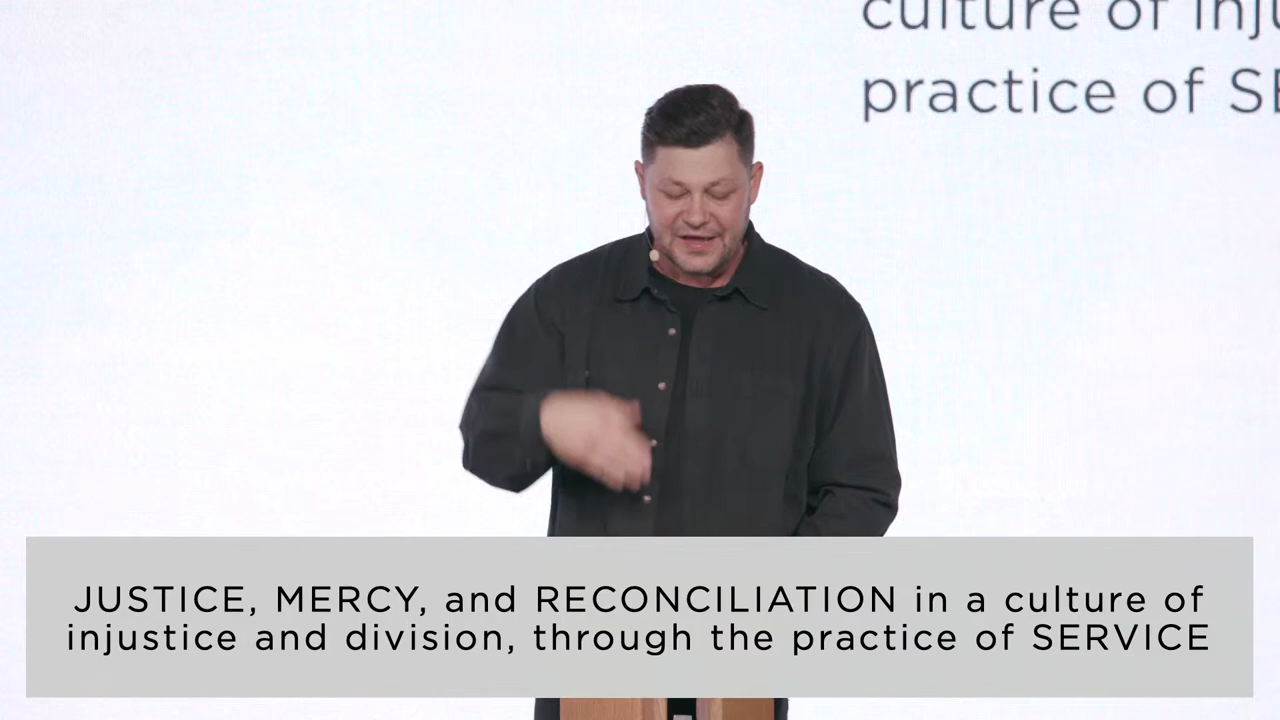 culture of
practice of
JUSTICE, MERCY, and RECONCILIATION in a culture of
injustice and division, through the practice of SERVICE